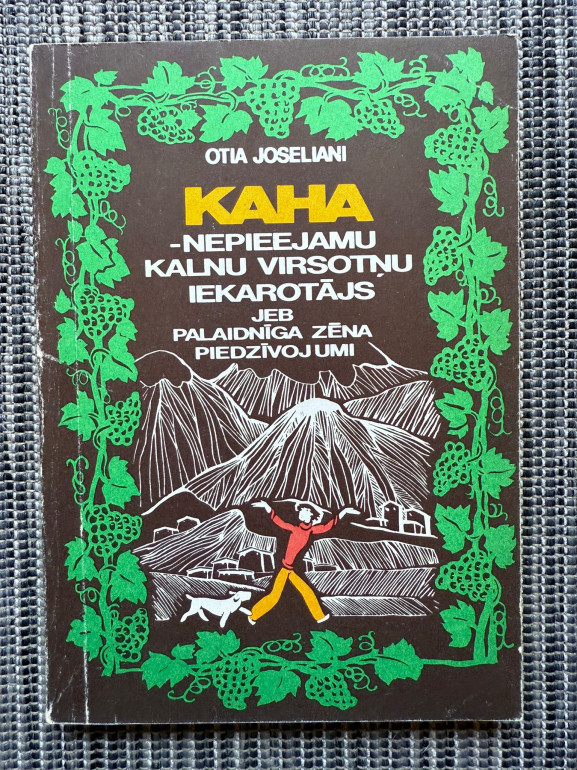 OTIA JOSELIANI
KAHA
-NEPIEEJAMU
KALNU VIRSOTŅU
IEKAROTĀJS
JEB
PALAIDNĪGA ZĒNA
PIEDZĪVOJUMI